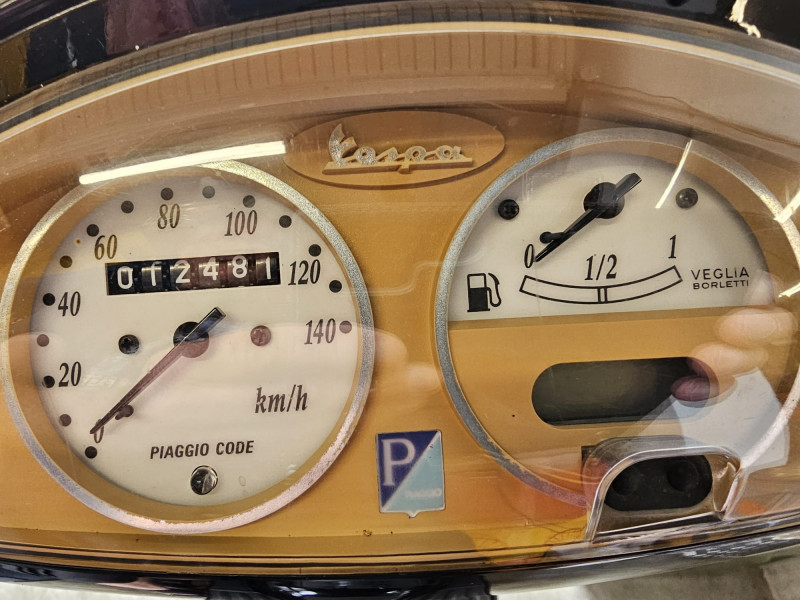 Vespa
0 20 40 60 80 100 120 140
012481
km/h
PIAGGIO CODE
0 1/2 1
VEGLIA
BORLETTI
P
PIAGGIO